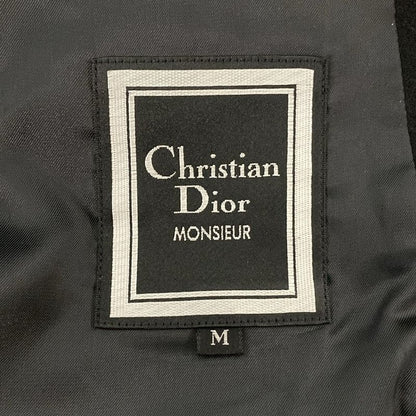 Christian
Dior
MONSIEUR
M